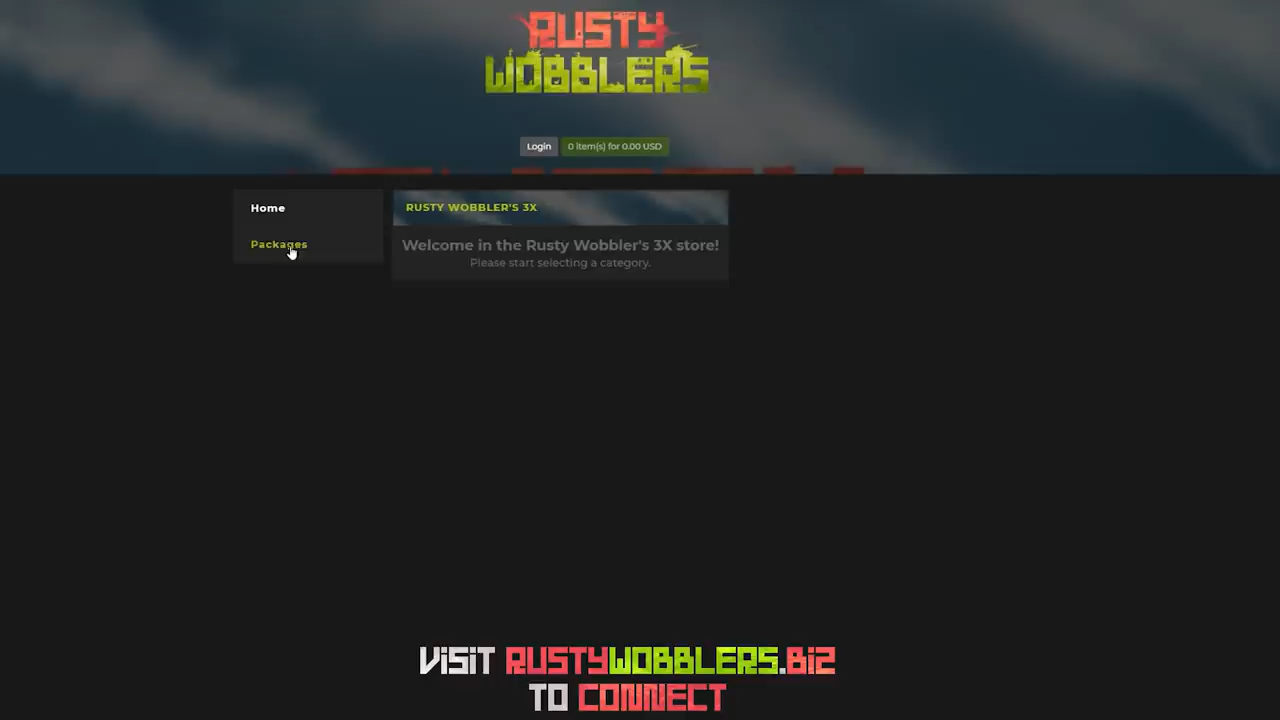 RUSTY
WOBBLERS
Login
0 item(s) for 0.00 USD
Home
Packages
RUSTY WOBBLER'S 3X
Welcome in the Rusty Wobbler's 3X store!
Please start selecting a category.
VISIT RUSTYWOBBLERS.BIZ
TO CONNECT